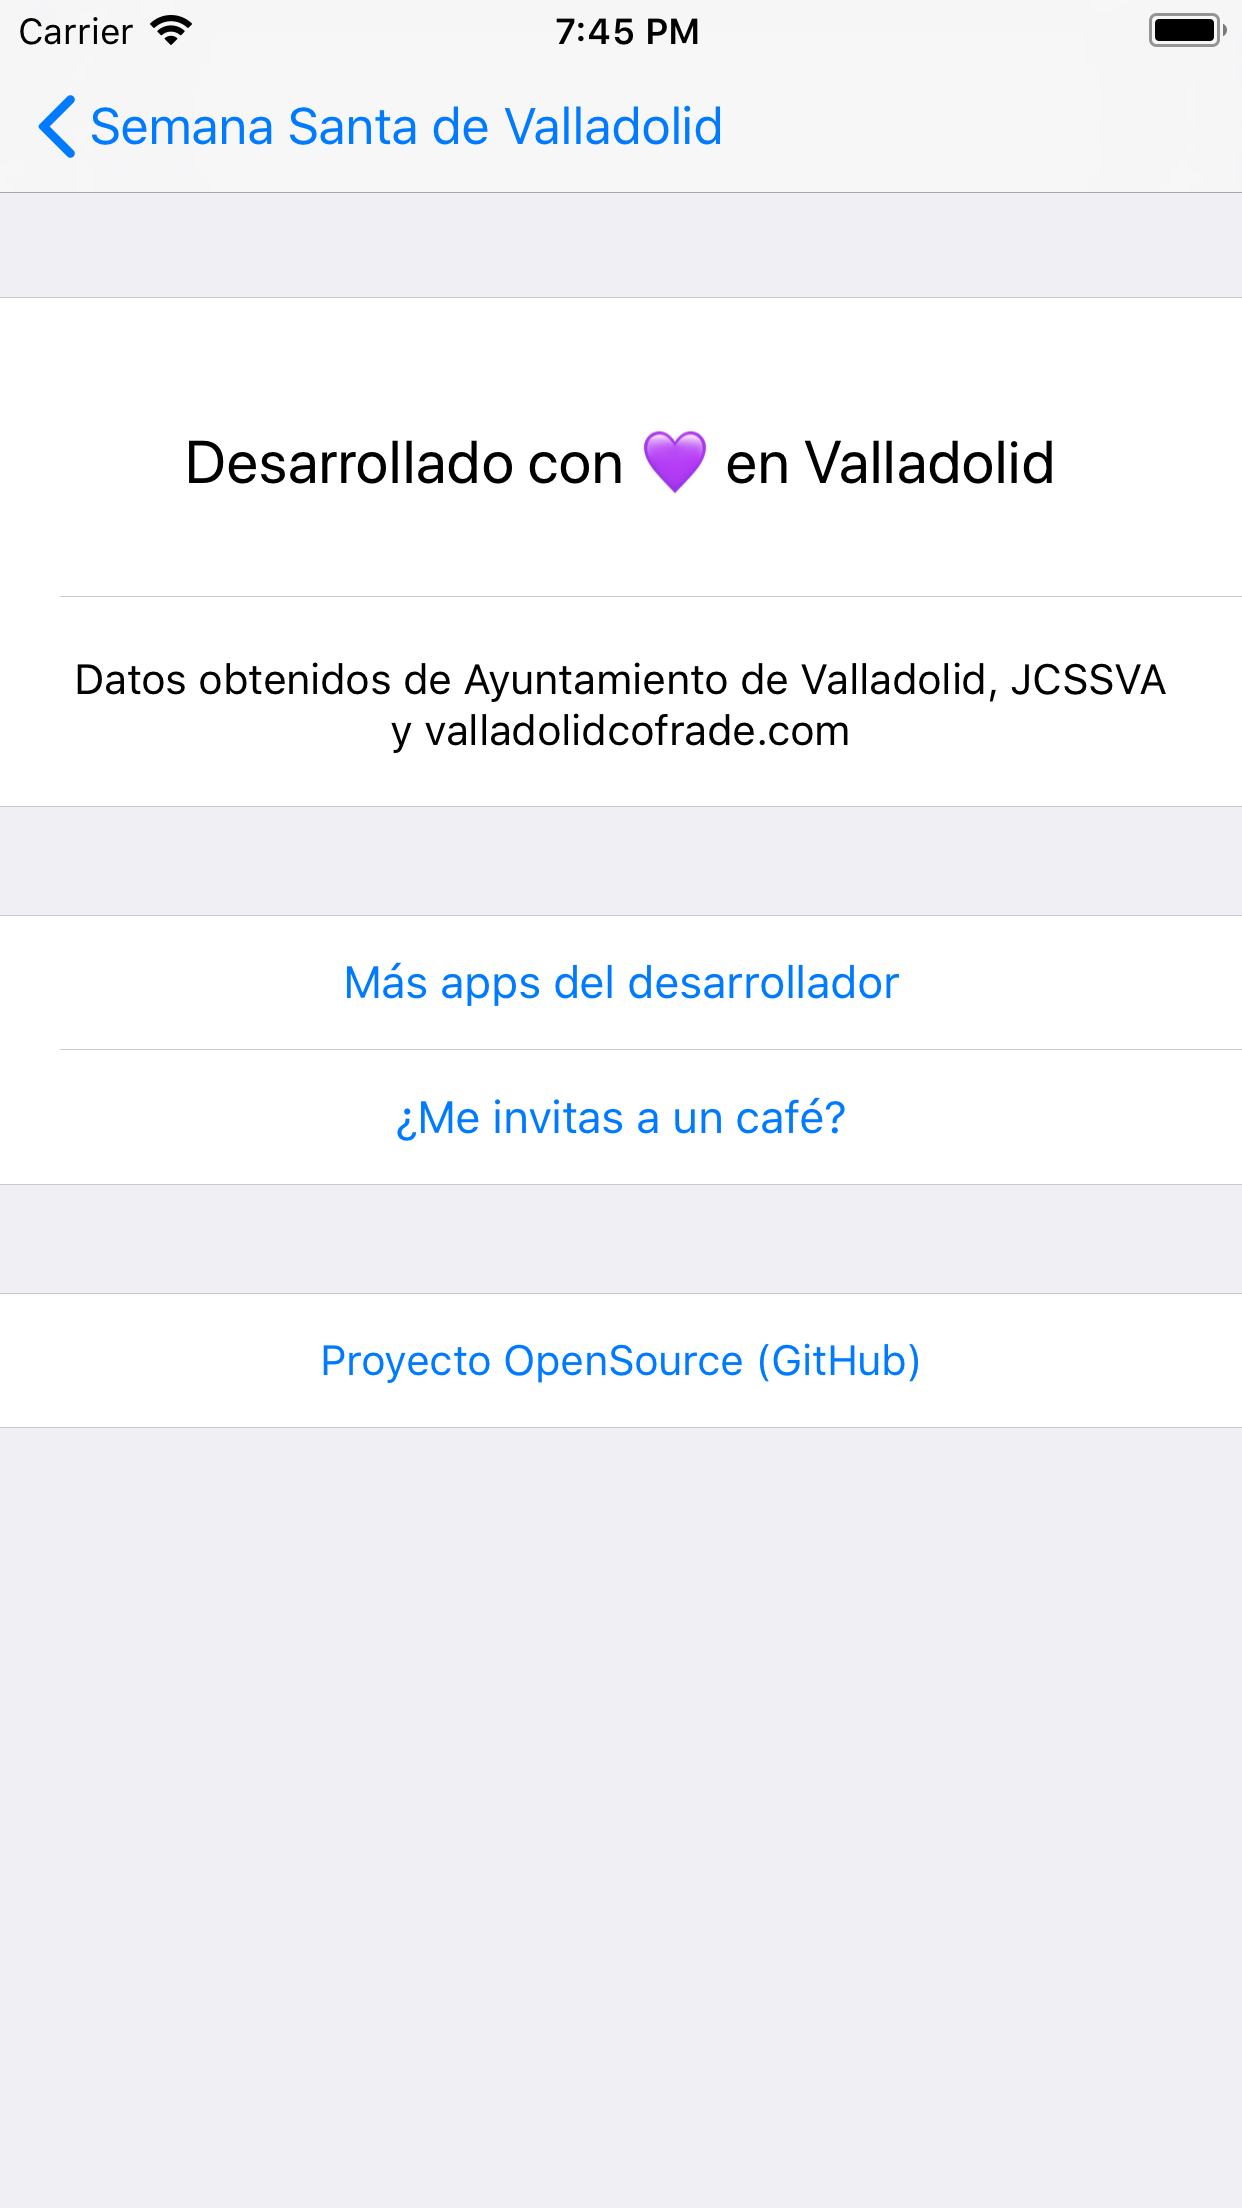 Carrier 7:45 PM
Semana Santa de Valladolid
Desarrollado con 💜 en Valladolid
Datos obtenidos de Ayuntamiento de Valladolid, JCSSVA
y valladolidcofrade.com
Más apps del desarrollador
¿Me invitas a un café?
Proyecto OpenSource (GitHub)